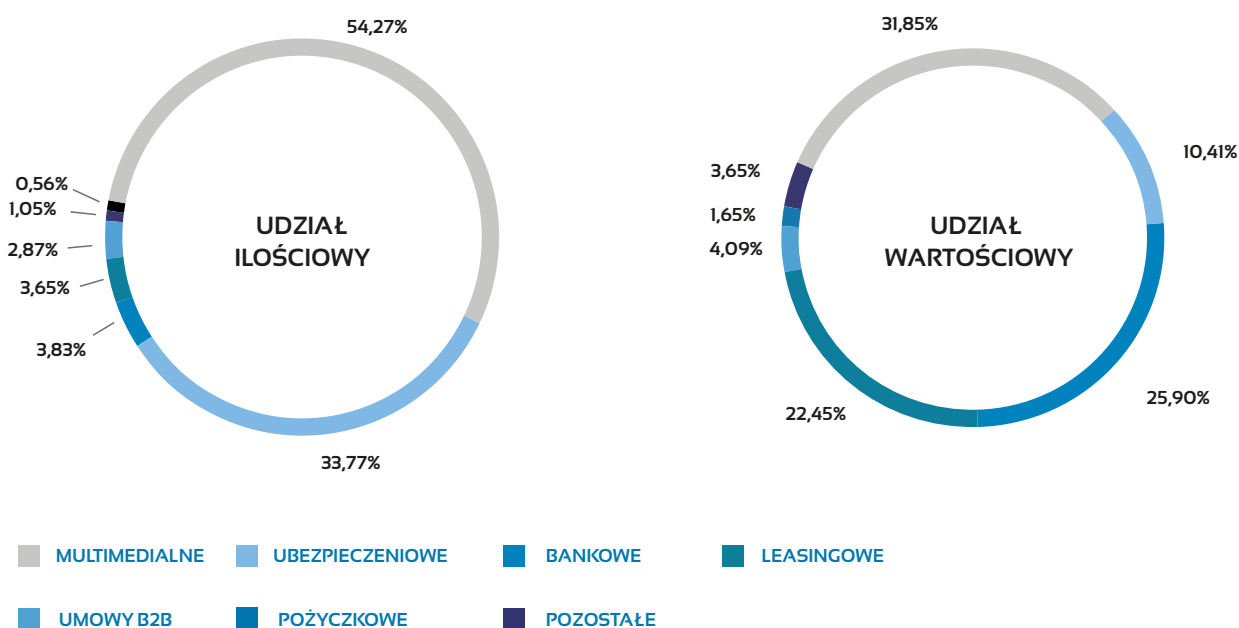 54,27%
0,56%
1,05%
2,87%
3,65%
3,83%
33,77%
UDZIAŁ
ILOŚCIOWY
31,85%
10,41%
3,65%
1,65%
4,09%
22,45%
25,90%
UDZIAŁ
WARTOŚCIOWY
MULTIMEDIALNE UBEZPIECZENIOWE BANKOWE LEASINGOWE
UMOWY B2B POŻYCZKOWE POZOSTAŁE